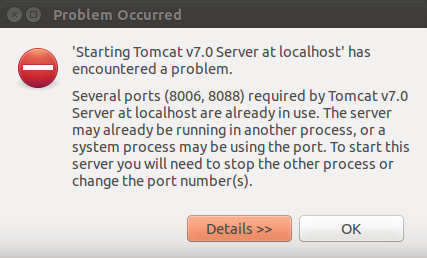 Problem Occurred
'Starting Tomcat v7.0 Server at localhost' has
encountered a problem.
Several ports (8006, 8088) required by Tomcat v7.0
Server at localhost are already in use. The server
may already be running in another process, or a
system process may be using the port. To start this
server you will need to stop the other process or
change the port number(s).
Details >>
OK